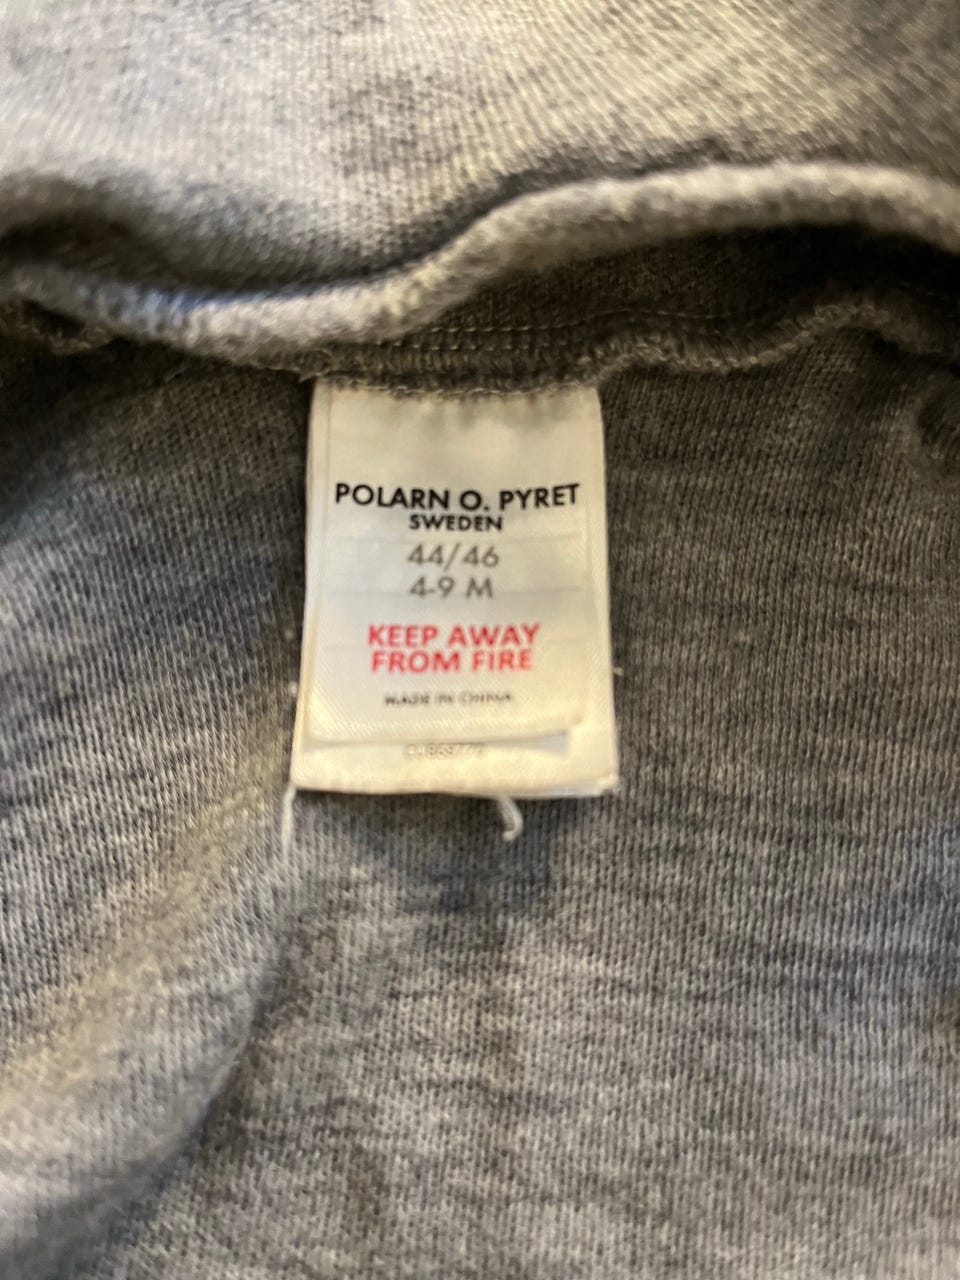 POLARN O. PYRET
SWEDEN
44/46
4-9 M
KEEP AWAY
FROM FIRE
MADE IN CHINA